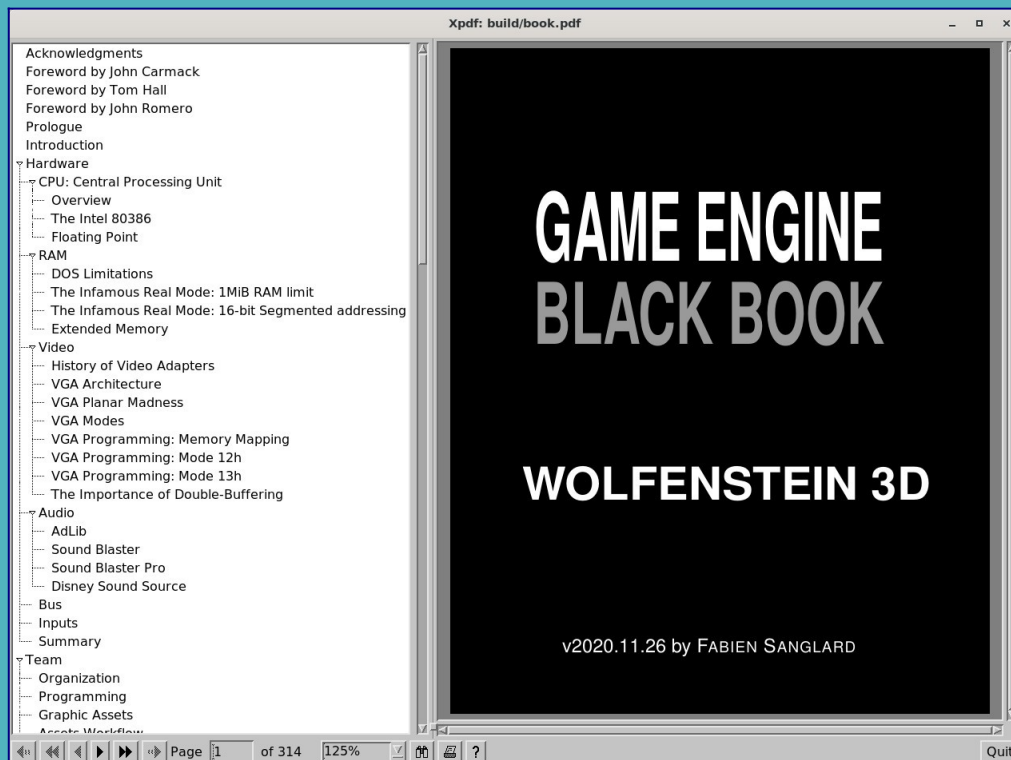 Xpdf: build/book.pdf
Acknowledgments
Foreword by John Carmack
Foreword by Tom Hall
Foreword by John Romero
Prologue
Introduction
Hardware
CPU: Central Processing Unit
Overview
The Intel 80386
Floating Point
RAM
DOS Limitations
The Infamous Real Mode: 1MiB RAM limit
The Infamous Real Mode: 16-bit Segmented addressing
Extended Memory
Video
History of Video Adapters
VGA Architecture
VGA Planar Madness
VGA Modes
VGA Programming: Memory Mapping
VGA Programming: Mode 12h
VGA Programming: Mode 13h
The Importance of Double-Buffering
Audio
AdLib
Sound Blaster
Sound Blaster Pro
Disney Sound Source
Bus
Inputs
Summary
Team
Organization
Programming
Graphic Assets
Assets Workflow
GAME ENGINE
BLACK BOOK
WOLFENSTEIN 3D
v2020.11.26 by FABIEN SANGLARD
Page 1 of 314 125% ? Quit